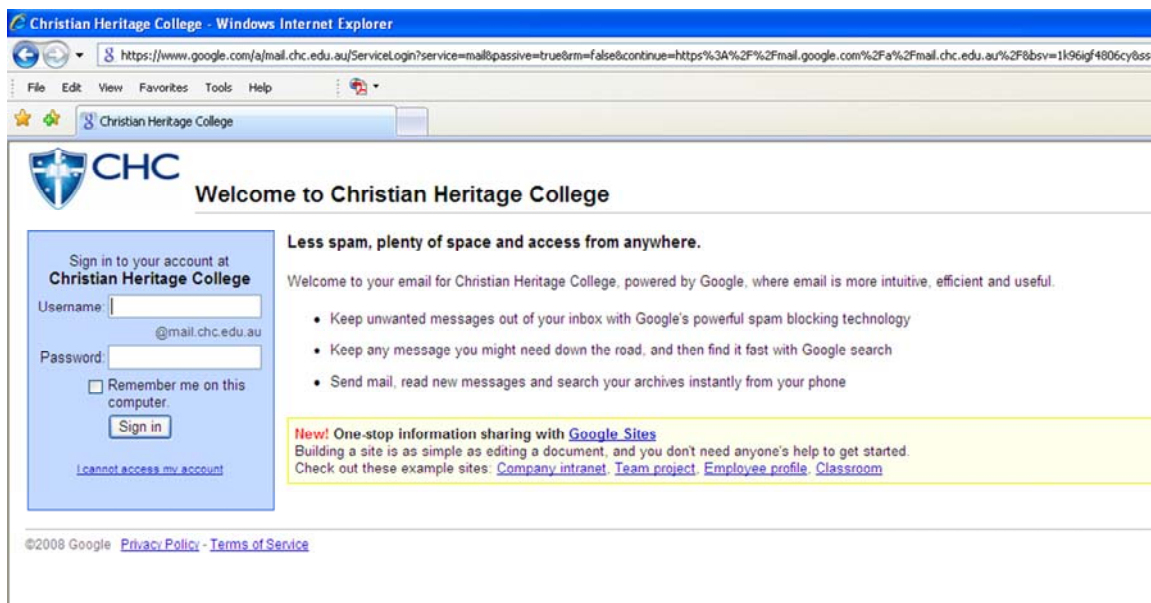 Christian Heritage College - Windows Internet Explorer
https://www.google.com/a/mail.chc.edu.au/ServiceLogin?service=mail&passive=true&rm=false&continue=https%3A%2F%2Fmail.google.com%2Fa%2Fmail.chc.edu.au%2F&bsv=1k96igf4806cy&ss
File Edit View Favorites Tools Help
Christian Heritage College
CHC
Welcome to Christian Heritage College
Sign in to your account at
Christian Heritage College
Username:
@mail.chc.edu.au
Password:
Remember me on this
computer.
Sign in
I cannot access my account
Less spam, plenty of space and access from anywhere.
Welcome to your email for Christian Heritage College, powered by Google, where email is more intuitive, efficient and useful.
• Keep unwanted messages out of your inbox with Google's powerful spam blocking technology
• Keep any message you might need down the road, and then find it fast with Google search
• Send mail, read new messages and search your archives instantly from your phone
New! One-stop information sharing with Google Sites
Building a site is as simple as editing a document, and you don't need anyone's help to get started.
Check out these example sites: Company intranet, Team project, Employee profile, Classroom
©2008 Google Privacy Policy - Terms of Service